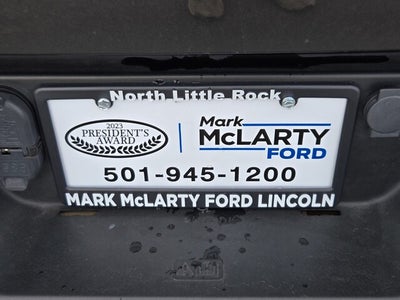 North Little Rock
2023
PRESIDENT'S
AWARD
Mark
McLARTY
FORD
501-945-1200
MARK McLARTY FORD LINCOLN